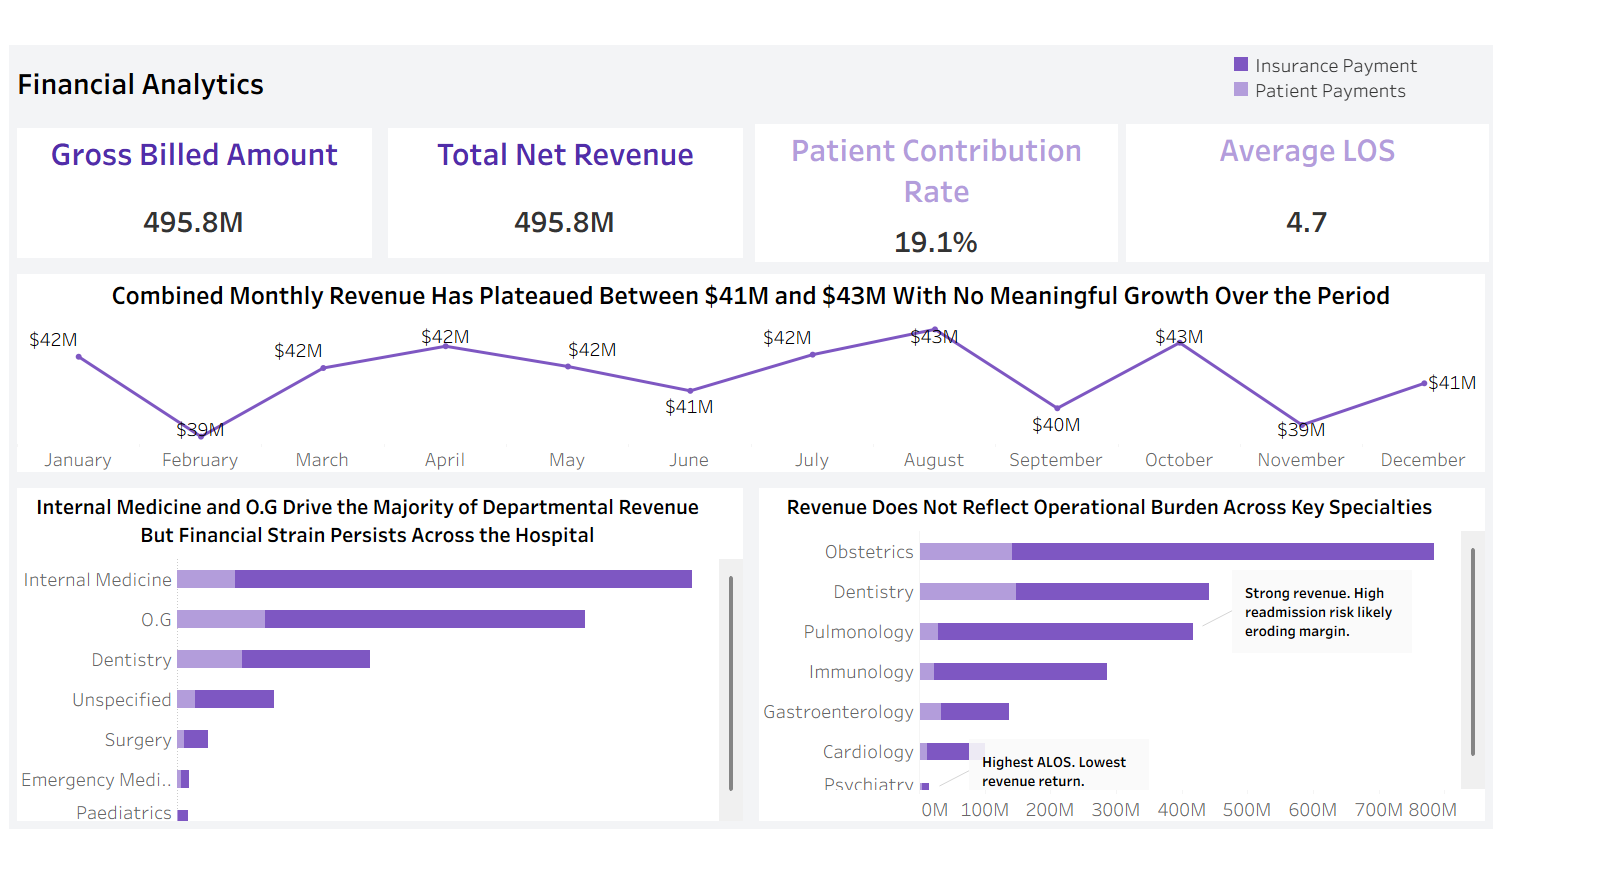 Financial Analytics
Insurance Payment
Patient Payments
Gross Billed Amount
495.8M
Total Net Revenue
495.8M
Patient Contribution
Rate
19.1%
Average LOS
4.7
Combined Monthly Revenue Has Plateaued Between $41M and $43M With No Meaningful Growth Over the Period
$42M
$39M
$42M
$42M
$42M
$41M
$42M
$43M
$40M
$43M
$39M
$41M
January February March April May June July August September October November December
Internal Medicine and O.G Drive the Majority of Departmental Revenue
But Financial Strain Persists Across the Hospital
Internal Medicine
O.G
Dentistry
Unspecified
Surgery
Emergency Medi..
Paediatrics
Revenue Does Not Reflect Operational Burden Across Key Specialties
Obstetrics
Dentistry
Pulmonology
Immunology
Gastroenterology
Cardiology
Psychiatry
Strong revenue. High
readmission risk likely
eroding margin.
Highest ALOS. Lowest
revenue return.
0M 100M 200M 300M 400M 500M 600M 700M 800M